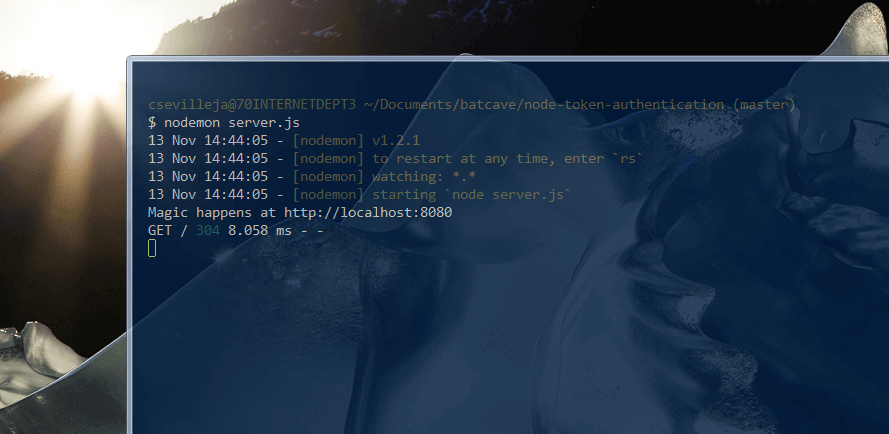 csevilleja@70INTERNETDEPT3 ~/Documents/batcave/node-token-authentication (master)
$ nodemon server.js
13 Nov 14:44:05 - [nodemon] v1.2.1
13 Nov 14:44:05 - [nodemon] to restart at any time, enter `rs`
13 Nov 14:44:05 - [nodemon] watching: *.*
13 Nov 14:44:05 - [nodemon] starting `node server.js`
Magic happens at http://localhost:8080
GET / 304 8.058 ms - -